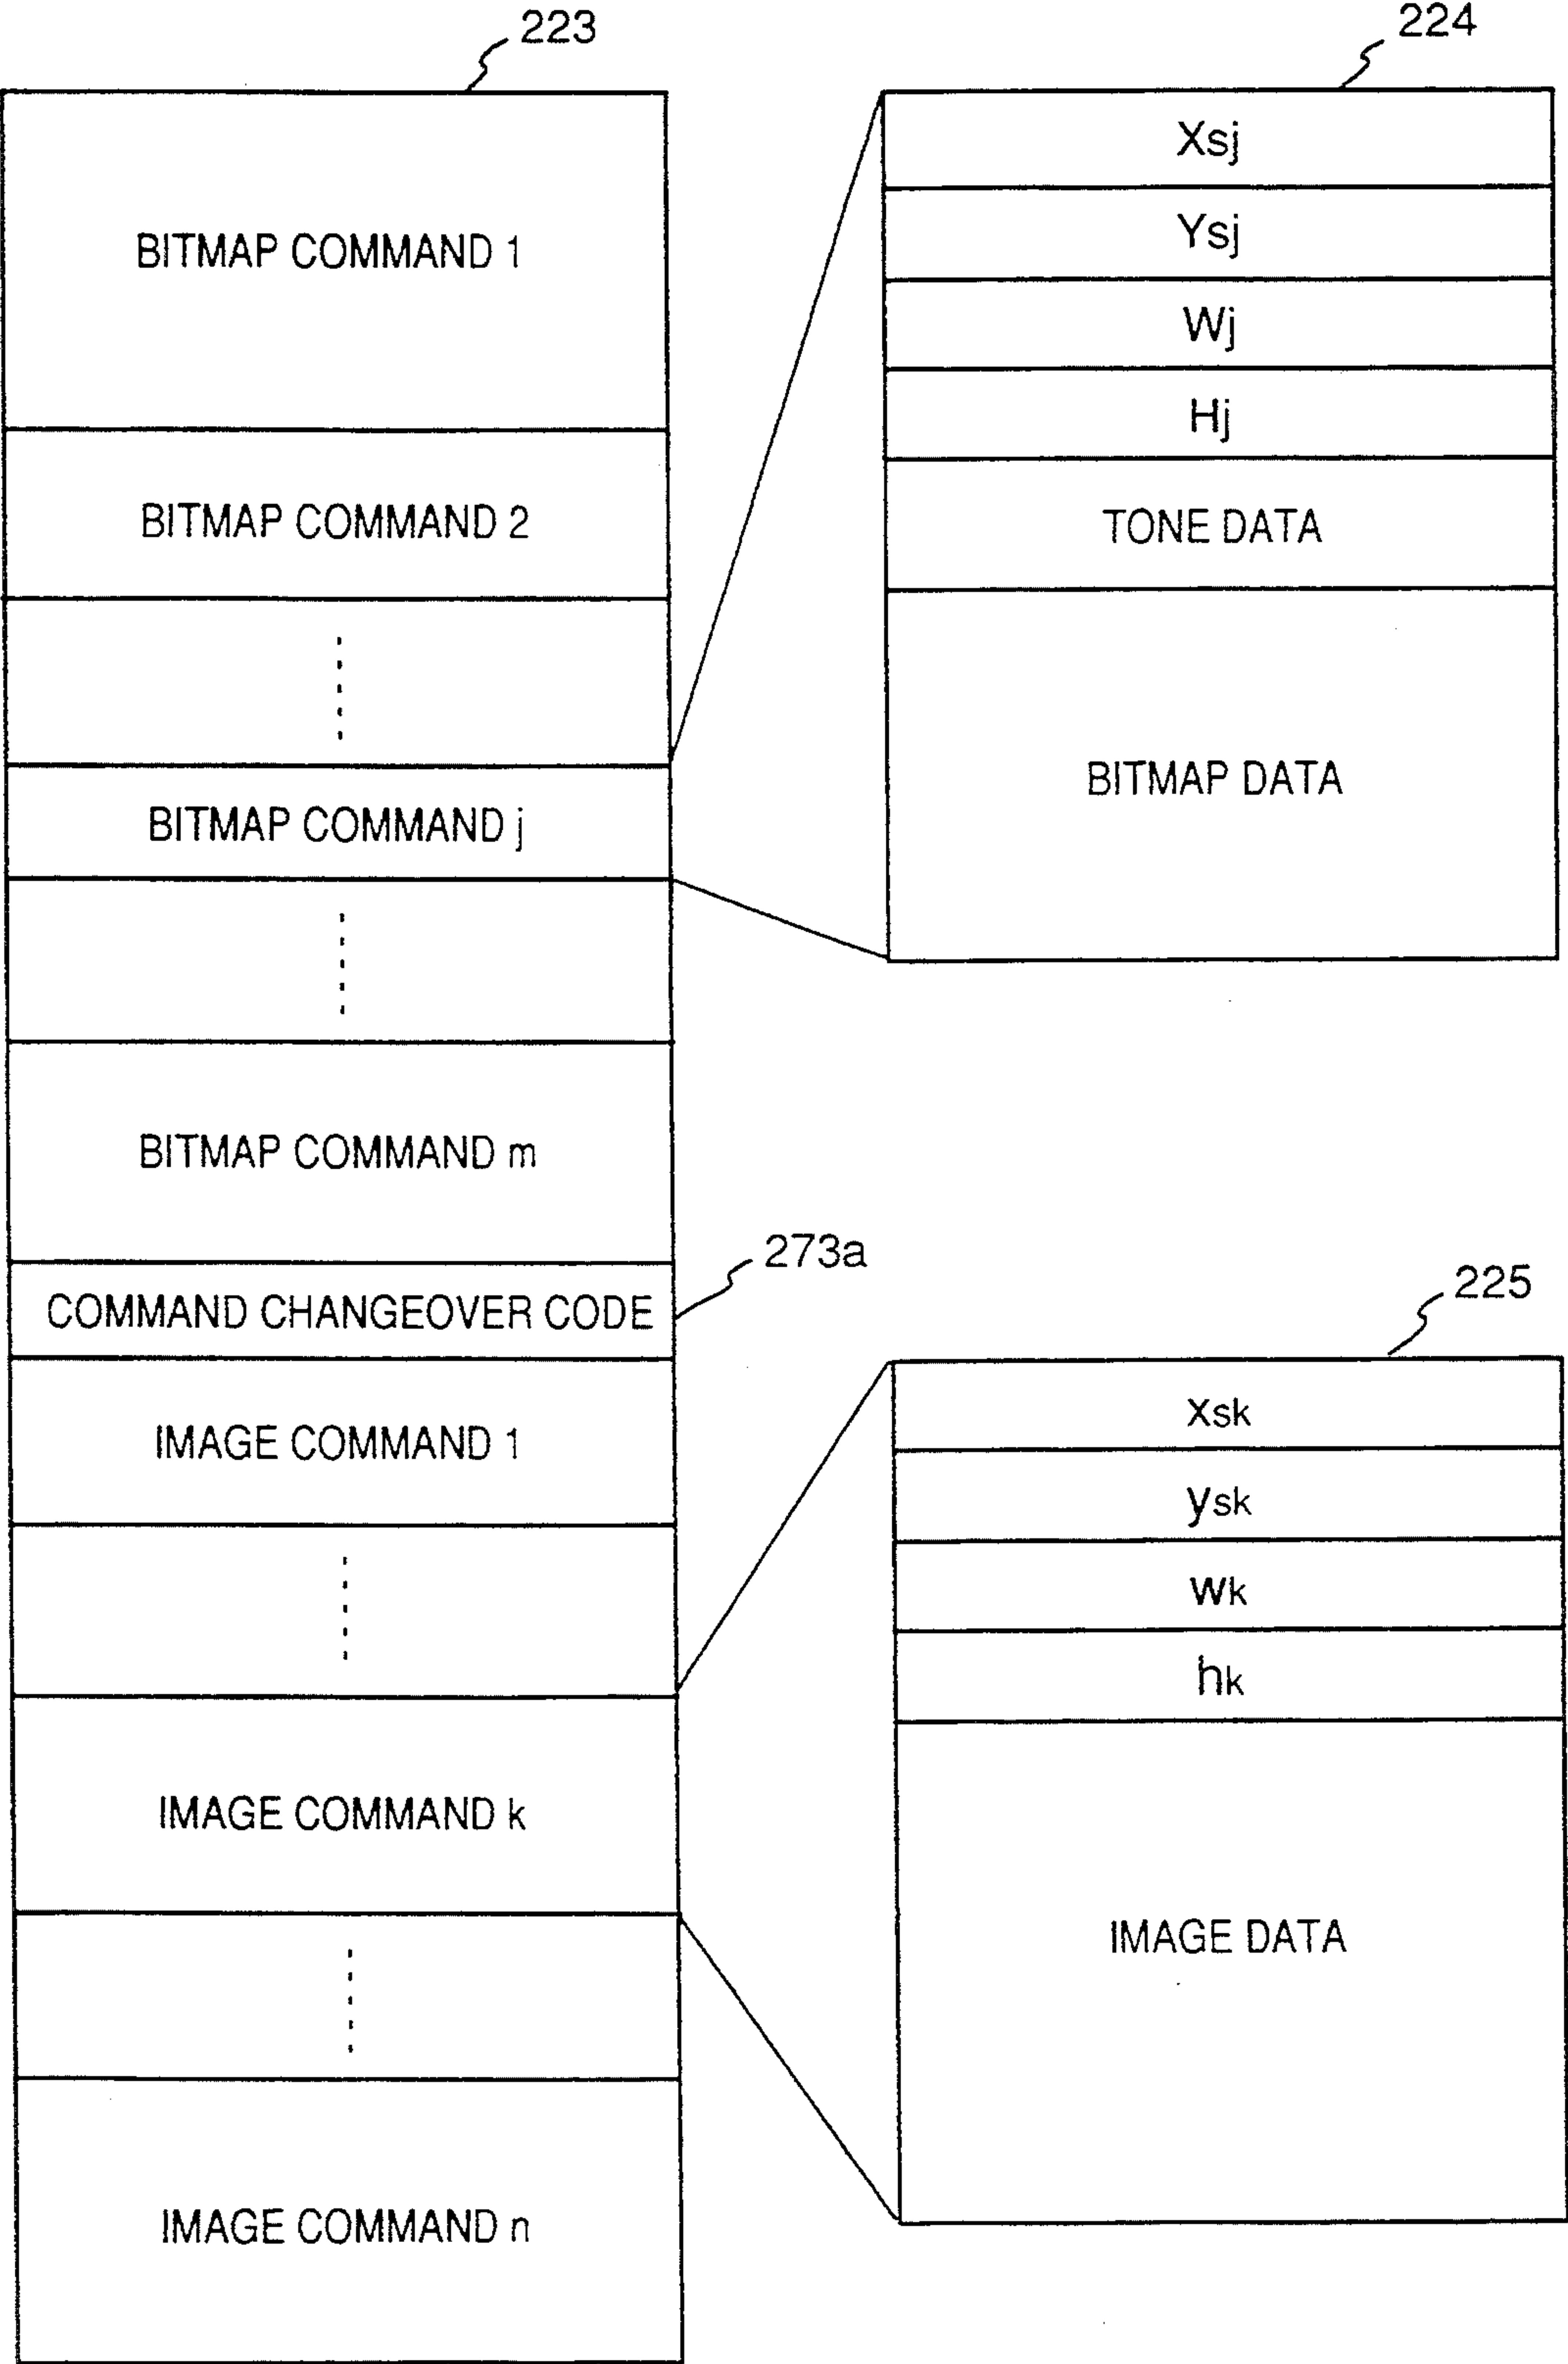 223
BITMAP COMMAND 1
BITMAP COMMAND 2
BITMAP COMMAND j
BITMAP COMMAND m
COMMAND CHANGEOVER CODE
273a
IMAGE COMMAND 1
IMAGE COMMAND k
IMAGE COMMAND n
224
Xsj
Ysj
Wj
Hj
TONE DATA
BITMAP DATA
225
xsk
ysk
wk
hk
IMAGE DATA